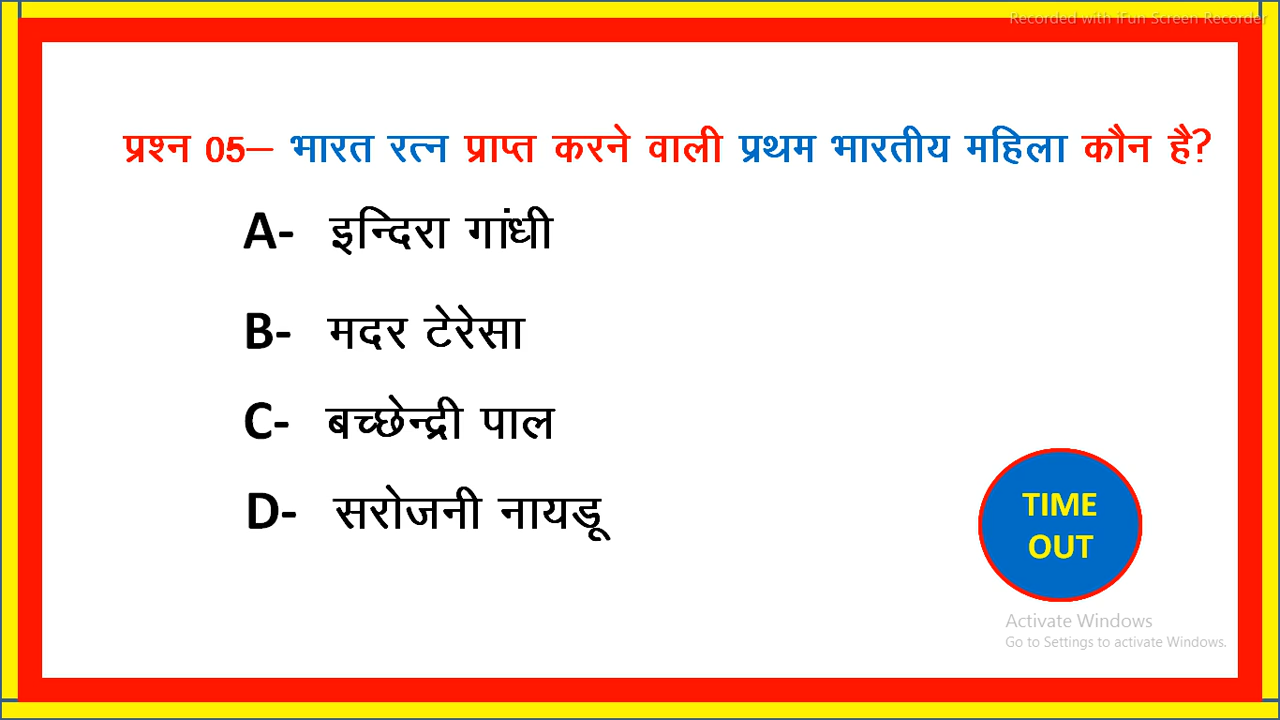 Recorded with iFun Screen Recorder
प्रश्न 05– भारत रत्न प्राप्त करने वाली प्रथम भारतीय महिला कौन है?
A- इन्दिरा गांधी
B- मदर टेरेसा
C- बच्छेन्द्री पाल
D- सरोजनी नायडू
TIME
OUT
Activate Windows
Go to Settings to activate Windows.